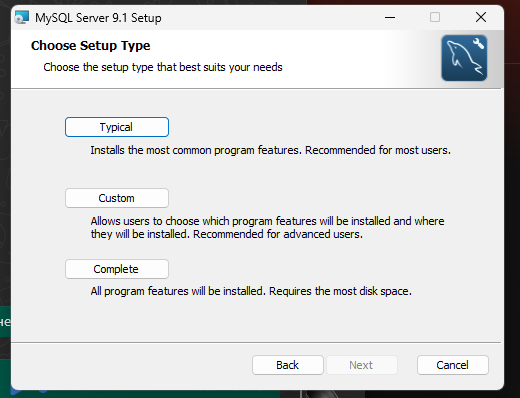 MySQL Server 9.1 Setup
Choose Setup Type
Choose the setup type that best suits your needs
Typical
Installs the most common program features. Recommended for most users.
Custom
Allows users to choose which program features will be installed and where
they will be installed. Recommended for advanced users.
Complete
All program features will be installed. Requires the most disk space.
Back
Next
Cancel